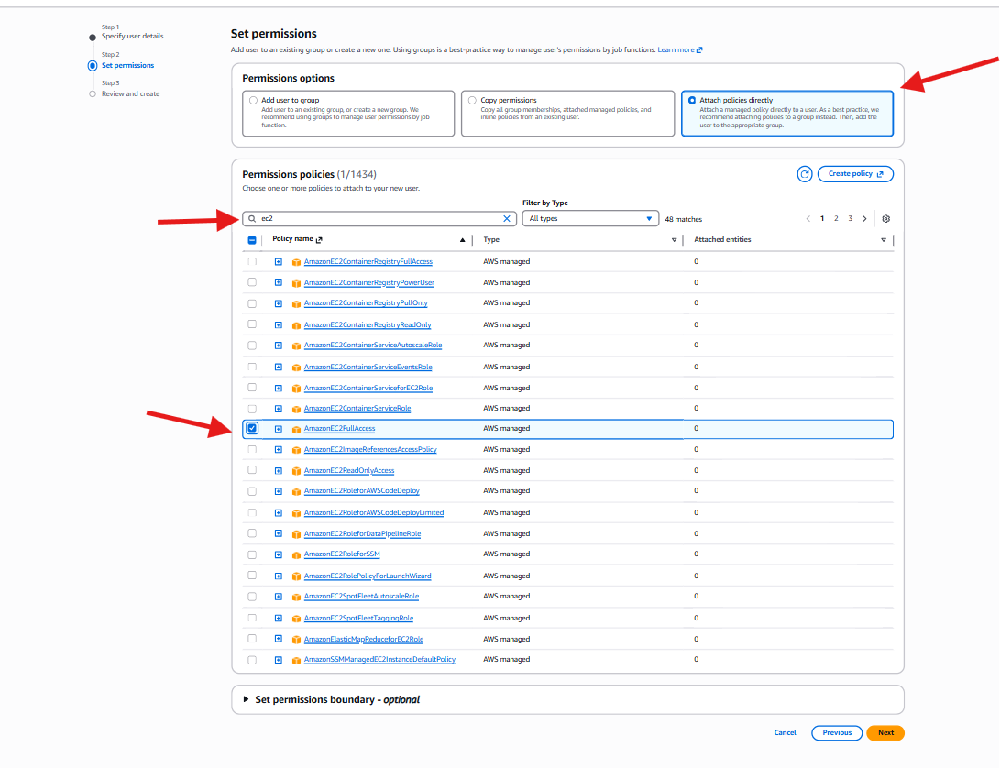 Step 1
Specify user details
Step 2
Set permissions
Step 3
Review and create
Set permissions
Add user to an existing group or create a new one. Using groups is a best-practice way to manage user's permissions by job functions. Learn more
Permissions options
Add user to group
Add user to an existing group, or create a new group. We
recommend using groups to manage user permissions by job
function.
Copy permissions
Copy all group memberships, attached managed policies, and
inline policies from an existing user.
Attach policies directly
Attach a managed policy directly to a user. As a best practice, we
recommend attaching policies to a group instead. Then, add the
user to the appropriate group.
Permissions policies (1/1434)
Create policy
Choose one or more policies to attach to your new user.
Filter by Type
ec2
All types
48 matches
1 2 3
Policy name Type Attached entities
AmazonEC2ContainerRegistryFullAccess AWS managed 0
AmazonEC2ContainerRegistryPowerUser AWS managed 0
AmazonEC2ContainerRegistryPullOnly AWS managed 0
AmazonEC2ContainerRegistryReadOnly AWS managed 0
AmazonEC2ContainerServiceAutoscaleRole AWS managed 0
AmazonEC2ContainerServiceEventsRole AWS managed 0
AmazonEC2ContainerServiceforEC2Role AWS managed 0
AmazonEC2ContainerServiceRole AWS managed 0
AmazonEC2FullAccess AWS managed 0
AmazonEC2ImageReferencesAccessPolicy AWS managed 0
AmazonEC2ReadOnlyAccess AWS managed 0
AmazonEC2RoleforAWSCodeDeploy AWS managed 0
AmazonEC2RoleforAWSCodeDeployLimited AWS managed 0
AmazonEC2RoleforDataPipelineRole AWS managed 0
AmazonEC2RoleforSSM AWS managed 0
AmazonEC2RolePolicyForLaunchWizard AWS managed 0
AmazonEC2SpotFleetAutoscaleRole AWS managed 0
AmazonEC2SpotFleetTaggingRole AWS managed 0
AmazonElasticMapReduceforEC2Role AWS managed 0
AmazonSSMManagedEC2InstanceDefaultPolicy AWS managed 0
Set permissions boundary - optional
Cancel Previous Next